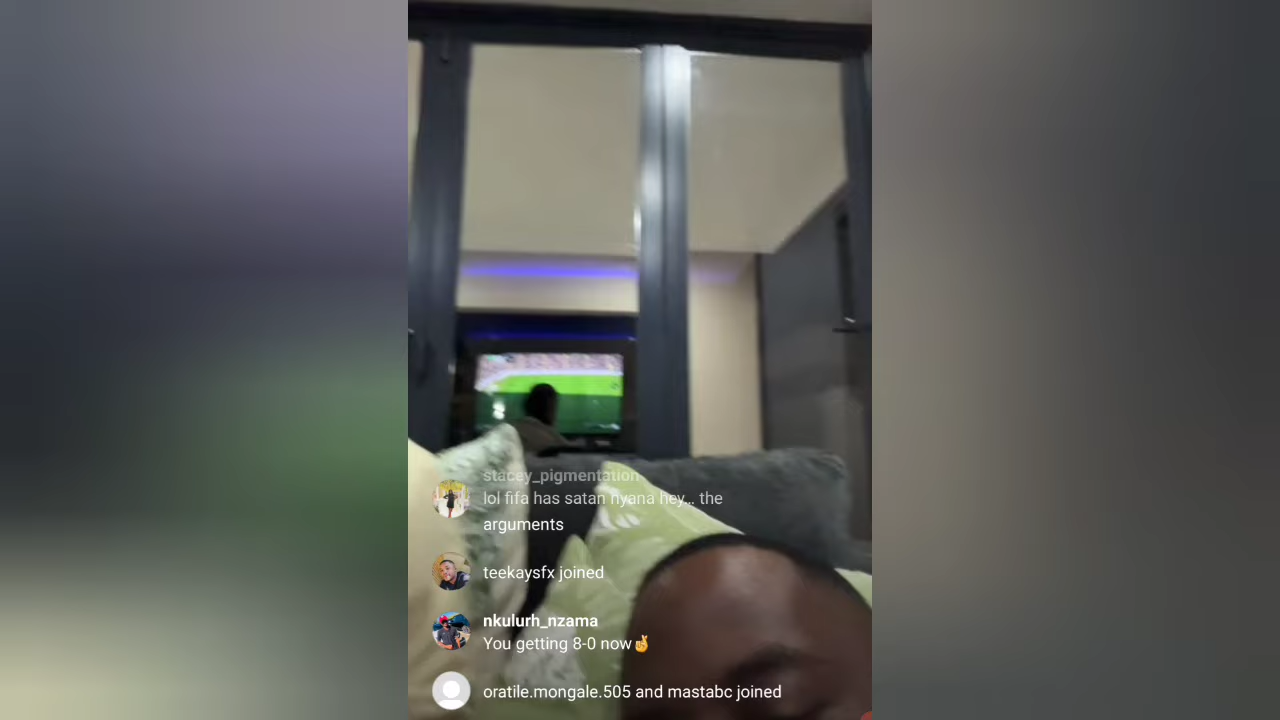 stacey_pigmentation
lol fifa has satan nyana hey... the
arguments
teekaysfx joined
nkulurh_nzama
You getting 8-0 now🤞
oratile.mongale.505 and mastabc joined